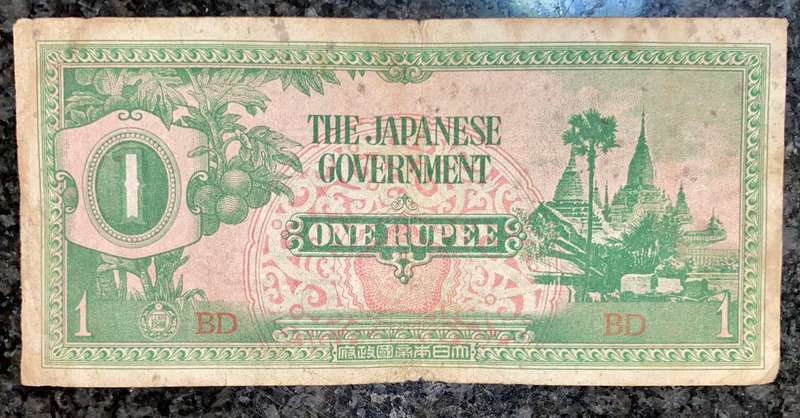 THE JAPANESE
GOVERNMENT
1
ONE RUPEE
1
BD
BD
1
府政國帝本日大